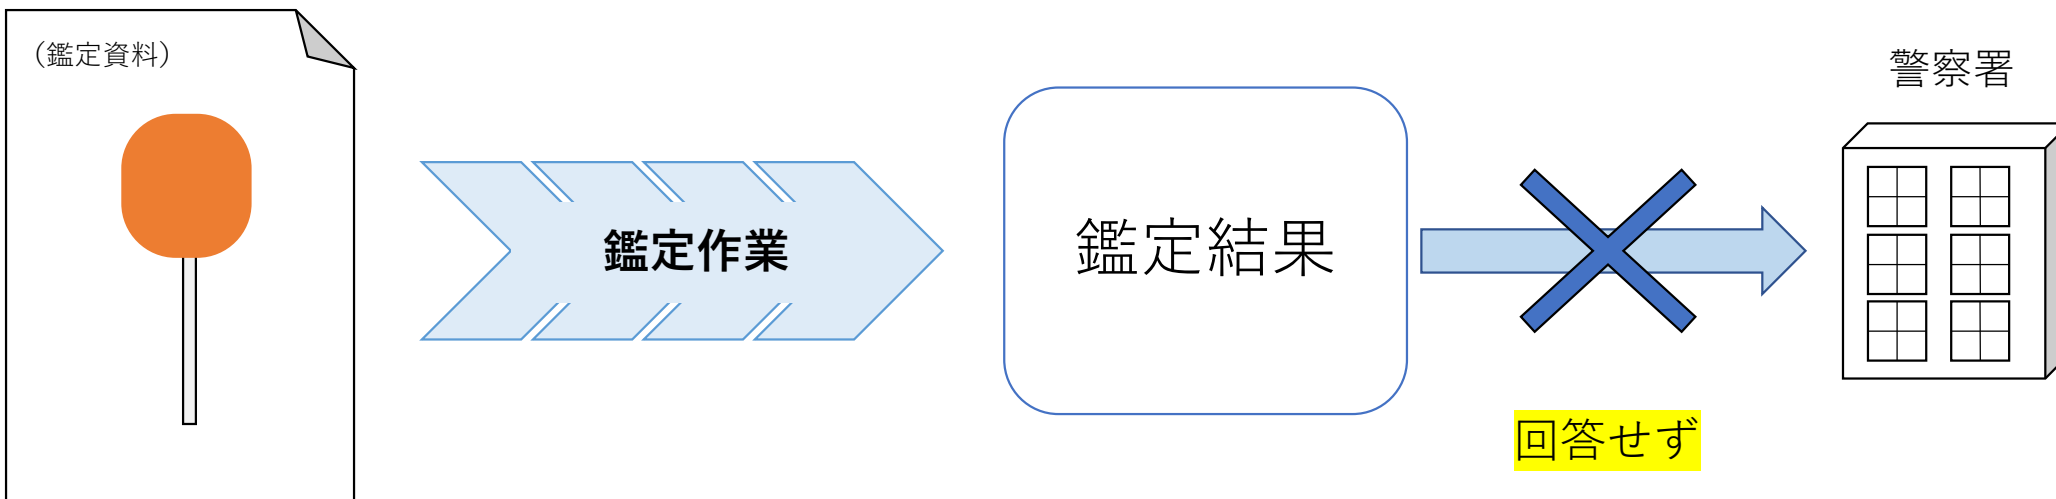 （鑑定資料）
鑑定作業
鑑定結果
回答せず
警察署